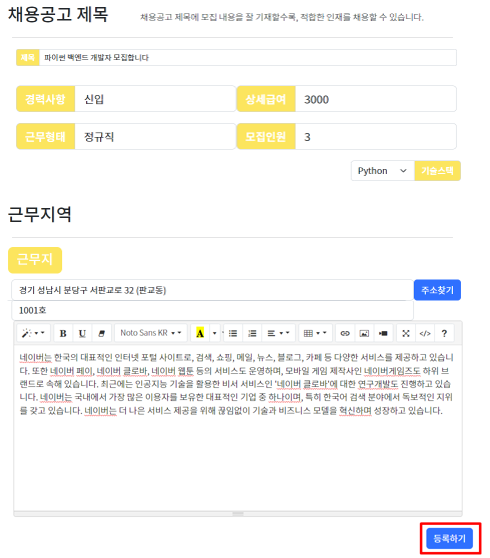 채용공고 제목
채용공고 제목에 모집 내용을 잘 기재할수록, 적합한 인재를 채용할 수 있습니다.
제목 파이썬 백엔드 개발자 모집합니다
경력사항 신입 상세급여 3000
근무형태 정규직 모집인원 3
Python 기술스택
근무지역
근무지
경기 성남시 분당구 서판교로 32 (판교동) 주소찾기
1001호
B U Noto Sans KR A </> ?
네이버는 한국의 대표적인 인터넷 포털 사이트로, 검색, 쇼핑, 메일, 뉴스, 블로그, 카페 등 다양한 서비스를 제공하고 있습니
다. 또한 네이버 페이, 네이버 클로바, 네이버 웹툰 등의 서비스도 운영하며, 모바일 게임 제작사인 네이버게임즈도 하위 브
랜드로 속해 있습니다. 최근에는 인공지능 기술을 활용한 비서 서비스인 '네이버 클로바'에 대한 연구개발도 진행하고 있습
니다. 네이버는 국내에서 가장 많은 이용자를 보유한 대표적인 기업 중 하나이며, 특히 한국어 검색 분야에서 독보적인 지위
를 갖고 있습니다. 네이버는 더 나은 서비스 제공을 위해 끊임없이 기술과 비즈니스 모델을 혁신하며 성장하고 있습니다.
등록하기